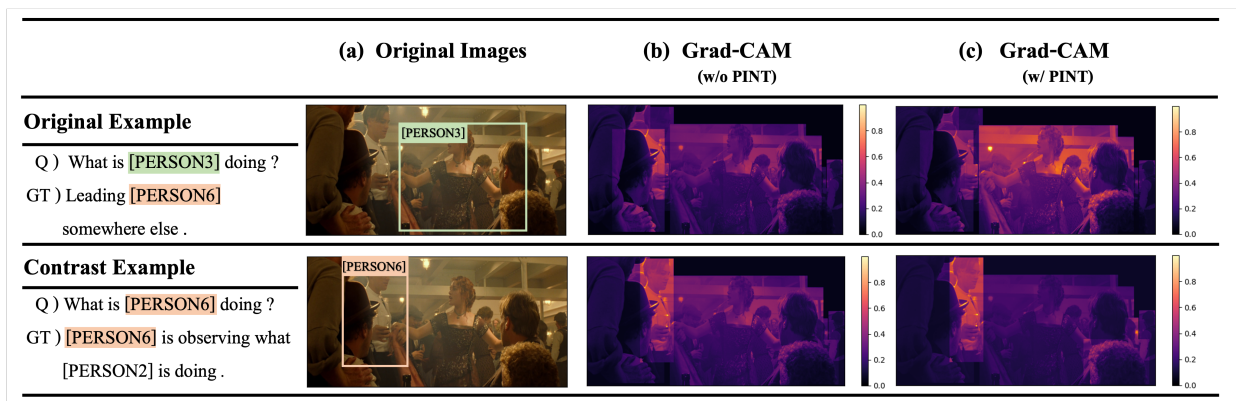 (a) Original Images
(b) Grad-CAM
(w/o PINT)
(c) Grad-CAM
(w/ PINT)
Original Example
Q ) What is [PERSON3] doing ?
GT ) Leading [PERSON6]
somewhere else .
[PERSON3]
0.8
0.6
0.4
0.2
0.0
0.8
0.6
0.4
0.2
0.0
Contrast Example
Q ) What is [PERSON6] doing ?
GT ) [PERSON6] is observing what
[PERSON2] is doing .
[PERSON6]
0.8
0.6
0.4
0.2
0.0
0.8
0.6
0.4
0.2
0.0